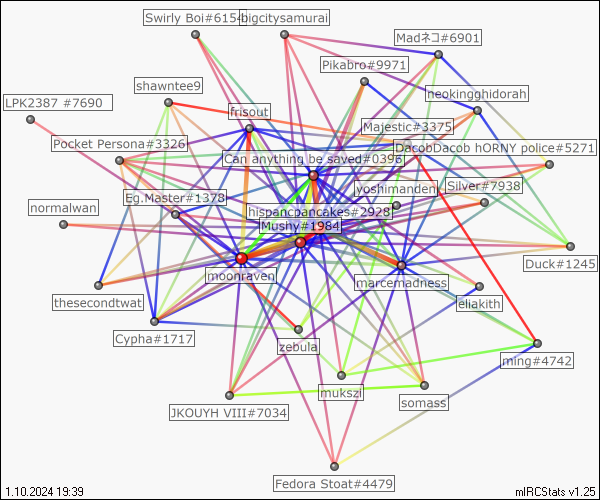 Swirly Boi#6154
bigcitysamurai
Madネコ#6901
Pikabro#9971
shawntee9
neokingghidorah
LPK2387 #7690
frisout
Majestic#3375
Pocket Persona#3326
DacobDacob hORNY police#5271
Can anything be saved#0396
yoshimanden
Silver#7938
Eg.Master#1378
normalwan
hispancpancakes#2928
Mushy#1984
Duck#1245
moonraven
marcemadness
thesecondtwat
eliakith
Cypha#1717
zebula
ming#4742
mukszi
somass
JKOUYH VIII#7034
Fedora Stoat#4479
1.10.2024 19:39
mIRCStats v1.25